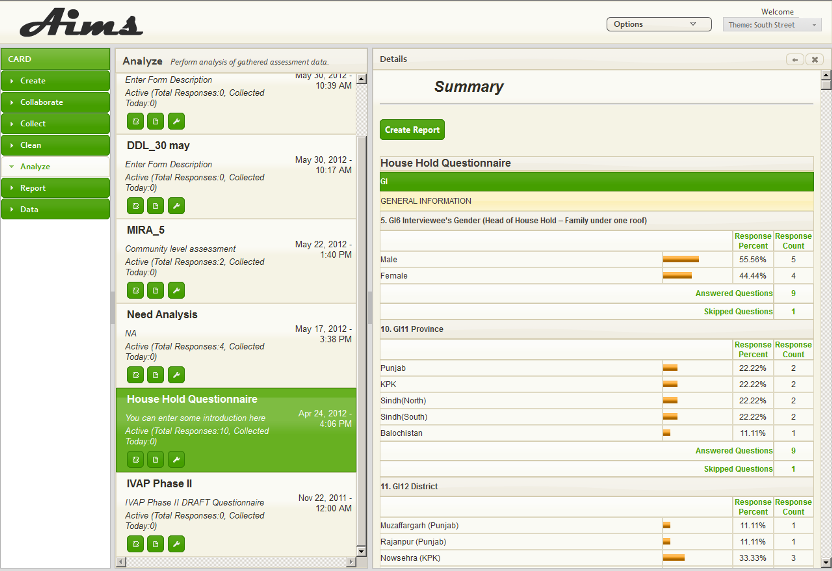 Aims
Options
Welcome
Theme: South Street
CARD
Create
Collaborate
Collect
Clean
Analyze
Report
Data
Analyze Perform analysis of gathered assessment data.
May 30, 2012 -
10:39 AM
Enter Form Description
Active (Total Responses:0, Collected
Today:0)
DDL_30 may
May 30, 2012 -
10:17 AM
Enter Form Description
Active (Total Responses:0, Collected
Today:0)
MIRA_5
May 22, 2012 -
1:40 PM
Community level assessment
Active (Total Responses:2, Collected
Today:0)
Need Analysis
May 17, 2012 -
3:38 PM
NA
Active (Total Responses:4, Collected
Today:0)
House Hold Questionnaire
Apr 24, 2012 -
4:06 PM
You can enter some introduction here
Active (Total Responses:10, Collected
Today:0)
IVAP Phase II
Nov 22, 2011 -
12:00 AM
IVAP Phase II DRAFT Questionnaire
Active (Total Responses:0, Collected
Today:0)
Details
Summary
Create Report
House Hold Questionnaire
GI
GENERAL INFORMATION
5. GI6 Interviewee's Gender (Head of House Hold – Family under one roof)
Response Percent Response Count
Male 55.56% 5
Female 44.44% 4
Answered Questions 9
Skipped Questions 1
10. GI11 Province
Response Percent Response Count
Punjab 22.22% 2
KPK 22.22% 2
Sindh(North) 22.22% 2
Sindh(South) 22.22% 2
Balochistan 11.11% 1
Answered Questions 9
Skipped Questions 1
11. GI12 District
Response Percent Response Count
Muzaffargarh (Punjab) 11.11% 1
Rajanpur (Punjab) 11.11% 1
Nowsehra (KPK) 33.33% 3